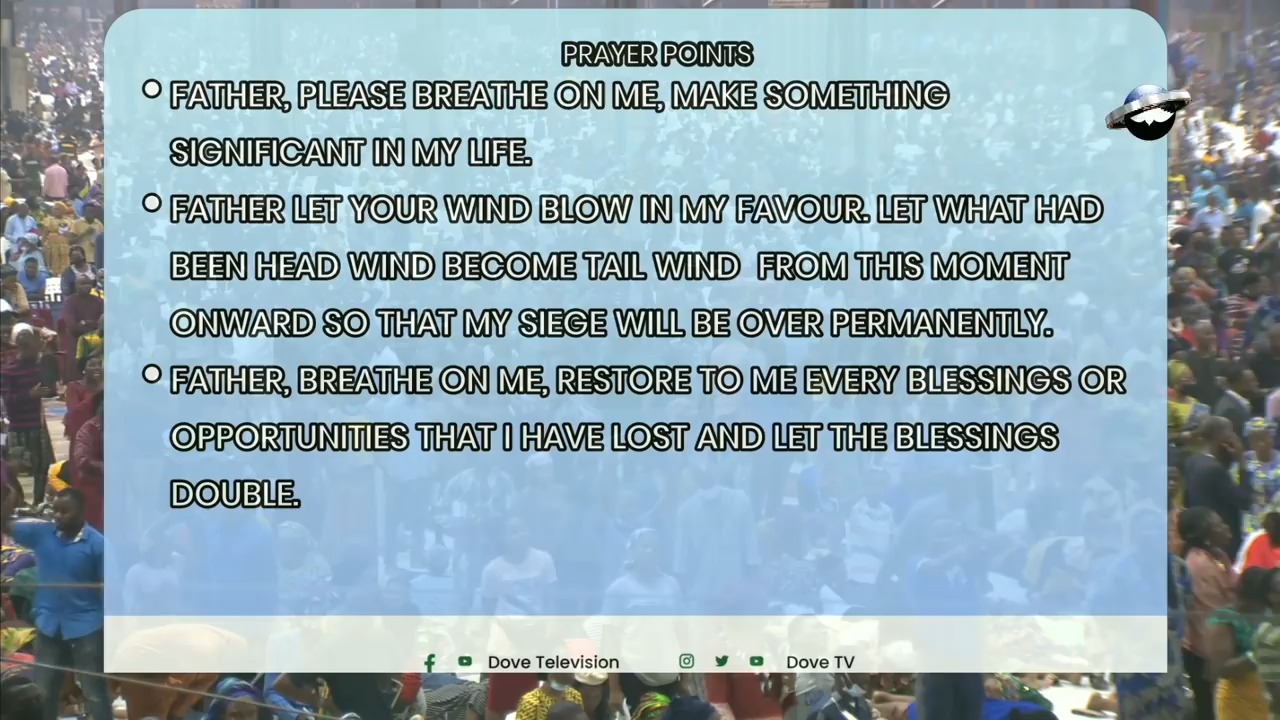 PRAYER POINTS
FATHER, PLEASE BREATHE ON ME, MAKE SOMETHING
SIGNIFICANT IN MY LIFE.
FATHER LET YOUR WIND BLOW IN MY FAVOUR. LET WHAT HAD
BEEN HEAD WIND BECOME TAIL WIND FROM THIS MOMENT
ONWARD SO THAT MY SIEGE WILL BE OVER PERMANENTLY.
FATHER, BREATHE ON ME, RESTORE TO ME EVERY BLESSINGS OR
OPPORTUNITIES THAT I HAVE LOST AND LET THE BLESSINGS
DOUBLE.
Dove Television Dove TV